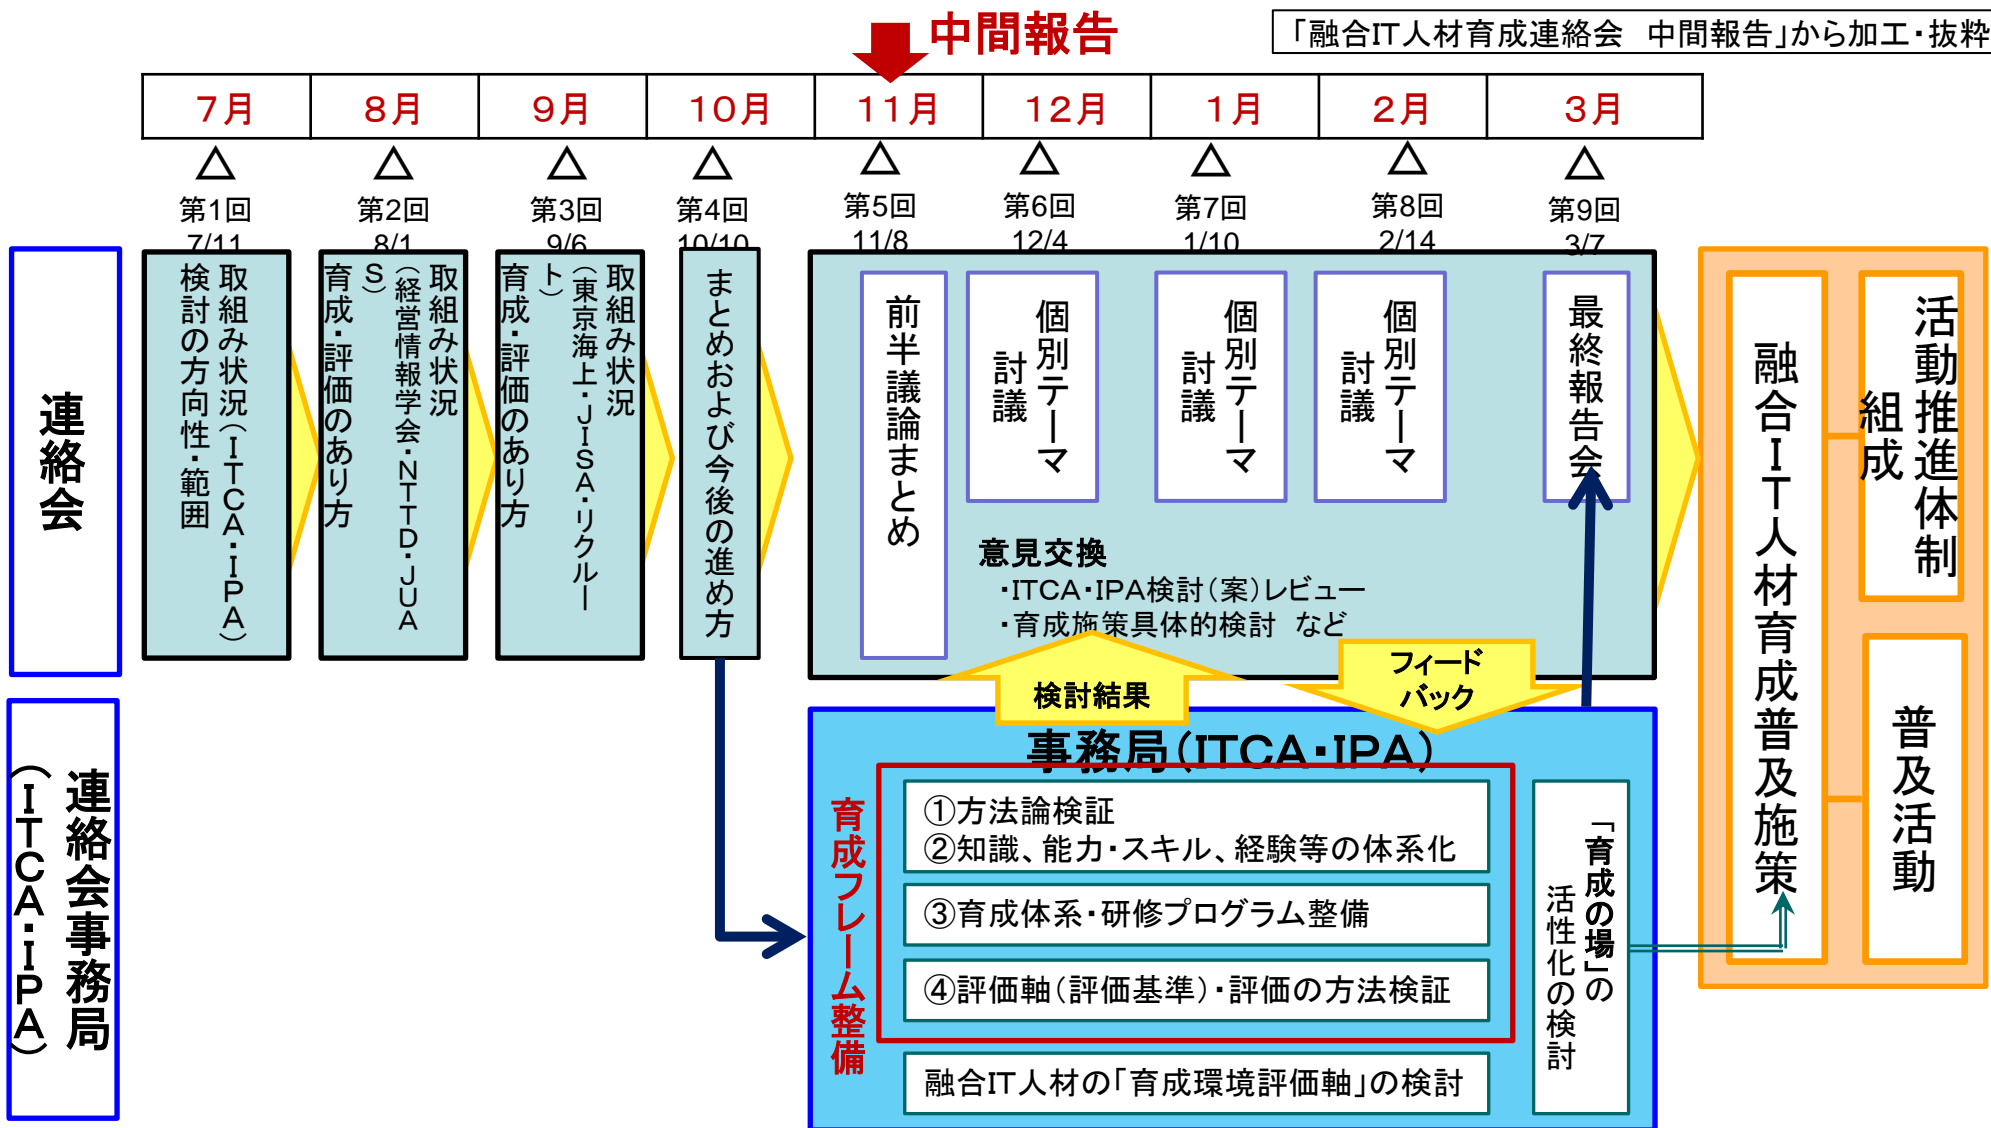 中間報告
「融合IT人材育成連絡会　中間報告」から加工・抜粋
7月
8月
9月
10月
11月
12月
1月
2月
3月
△
△
△
△
△
△
△
△
△
第1回
7/11
第2回
8/1
第3回
9/6
第4回
10/10
第5回
11/8
第6回
12/4
第7回
1/10
第8回
2/14
第9回
3/7
連絡会
取組み状況（ITCA・IPA）
検討の方向性・範囲
取組み状況
（経営情報学会・NTTD・JUA
S）
育成・評価のあり方
取組み状況
（東京海上・JISA・リクルー
ト）
育成・評価のあり方
まとめおよび今後の進め方
前半議論まとめ
個別テーマ
討議
個別テーマ
討議
個別テーマ
討議
最終報告会
意見交換
・ITCA・IPA検討（案）レビュー
・育成施策具体的検討　など
検討結果
フィード
バック
融合IT人材育成普及施策
活動推進体制
組成
普及活動
連絡会事務局
（ITCA・IPA）
事務局（ITCA・IPA）
育成フレーム整備
①方法論検証
②知識、能力・スキル、経験等の体系化
③育成体系・研修プログラム整備
④評価軸（評価基準）・評価の方法検証
融合IT人材の「育成環境評価軸」の検討
「育成の場」の
活性化の検討